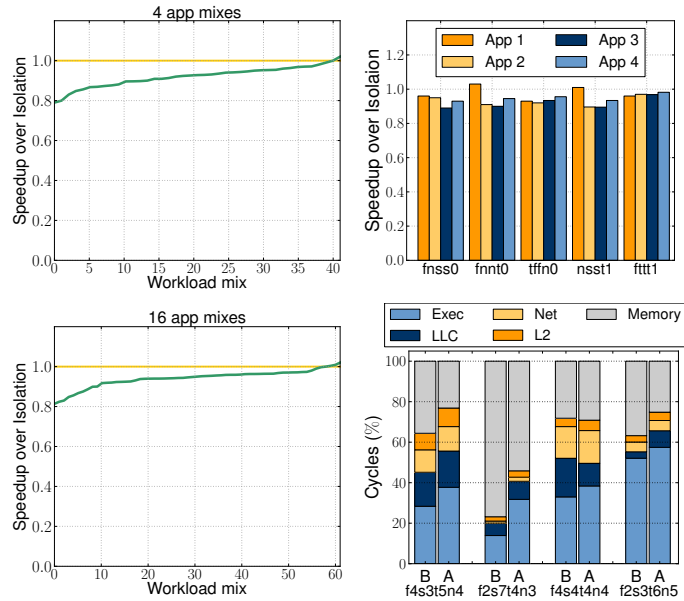 4 app mixes
Speedup over Isolation
1.0
0.8
0.6
0.4
0.2
0.0
0 5 10 15 20 25 30 35 40
Workload mix
App 1 App 3
App 2 App 4
Speedup over Isolaion
1.2
1.0
0.8
0.6
0.4
0.2
0.0
fnss0 fnnt0 tffn0 nsst1 fttt1
16 app mixes
Speedup over Isolation
1.0
0.8
0.6
0.4
0.2
0.0
0 10 20 30 40 50 60
Workload mix
Exec Net Memory
LLC L2
Cycles (%)
100
80
60
40
20
0
B A B A B A B A
f4s3t5n4 f2s7t4n3 f4s4t4n4 f2s3t6n5